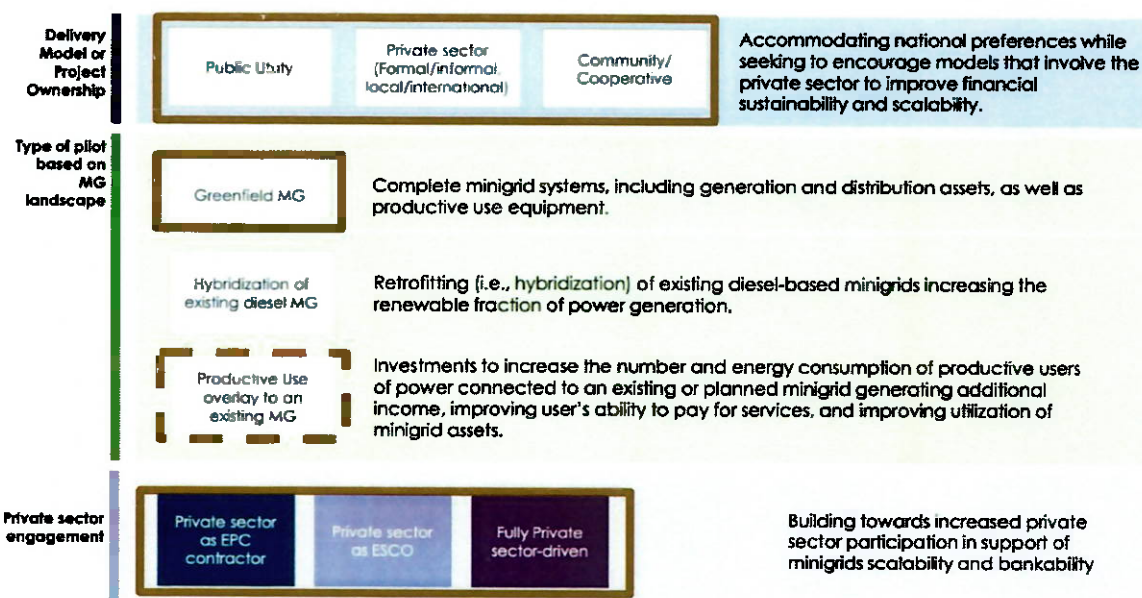 Delivery
Model or
Project
Ownership
Public Utility
Private sector
(Formal/informal,
local/international)
Community/
Cooperative
Accommodating national preferences while
seeking to encourage models that involve the
private sector to improve financial
sustainability and scalability.
Type of pilot
based on
MG
landscape
Greenfield MG
Complete minigrid systems, including generation and distribution assets, as well as
productive use equipment.
Hybridization of
existing diesel MG
Retrofitting (i.e., hybridization) of existing diesel-based minigrids increasing the
renewable fraction of power generation.
Productive Use
overlay to an
existing MG
Investments to increase the number and energy consumption of productive users
of power connected to an existing or planned minigrid generating additional
income, improving user's ability to pay for services, and improving utilization of
minigrid assets.
Private sector
engagement
Private sector
as EPC
contractor
Private sector
as ESCO
Fully Private
sector-driven
Building towards increased private
sector participation in support of
minigrids scalability and bankability